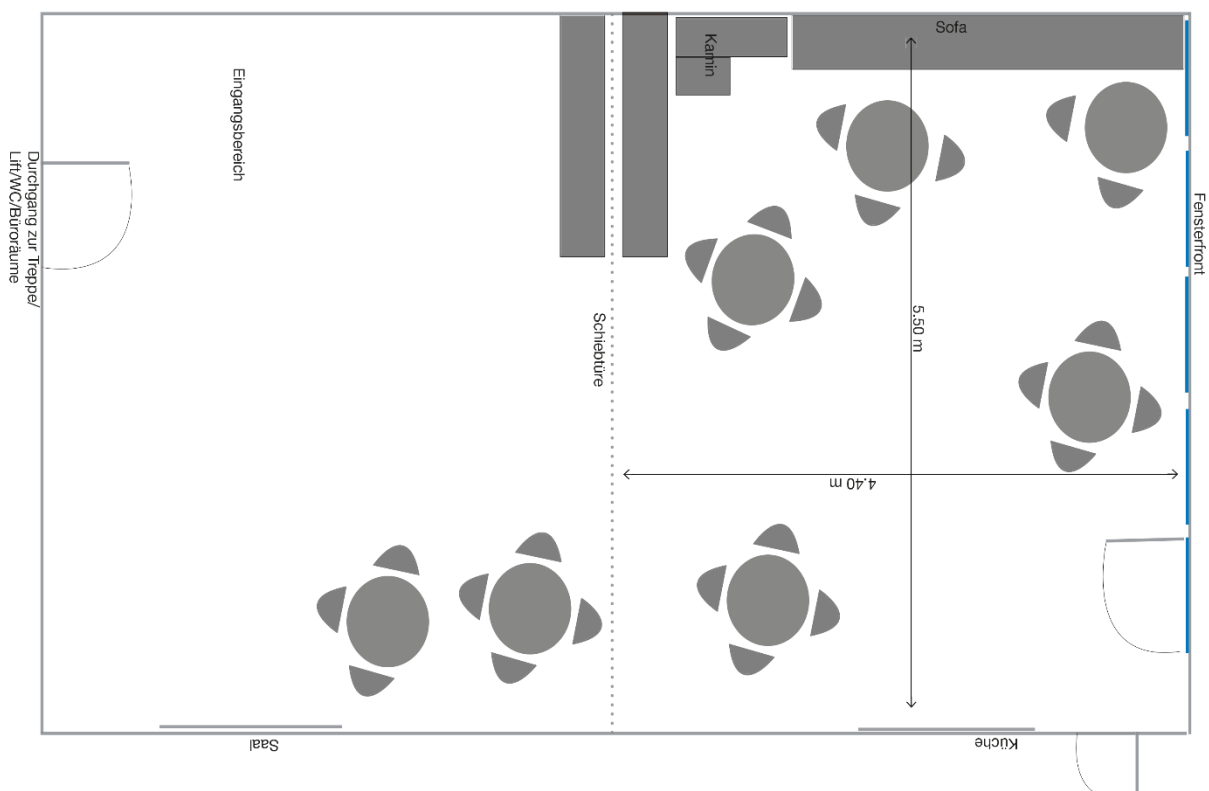 Sofa
Kamin
Eingangsbereich
Durchgang zur Treppe/
Lift/WC/Büroräume
Fensterfront
5.50 m
Schiebtüre
4.40 m
Saal
Küche